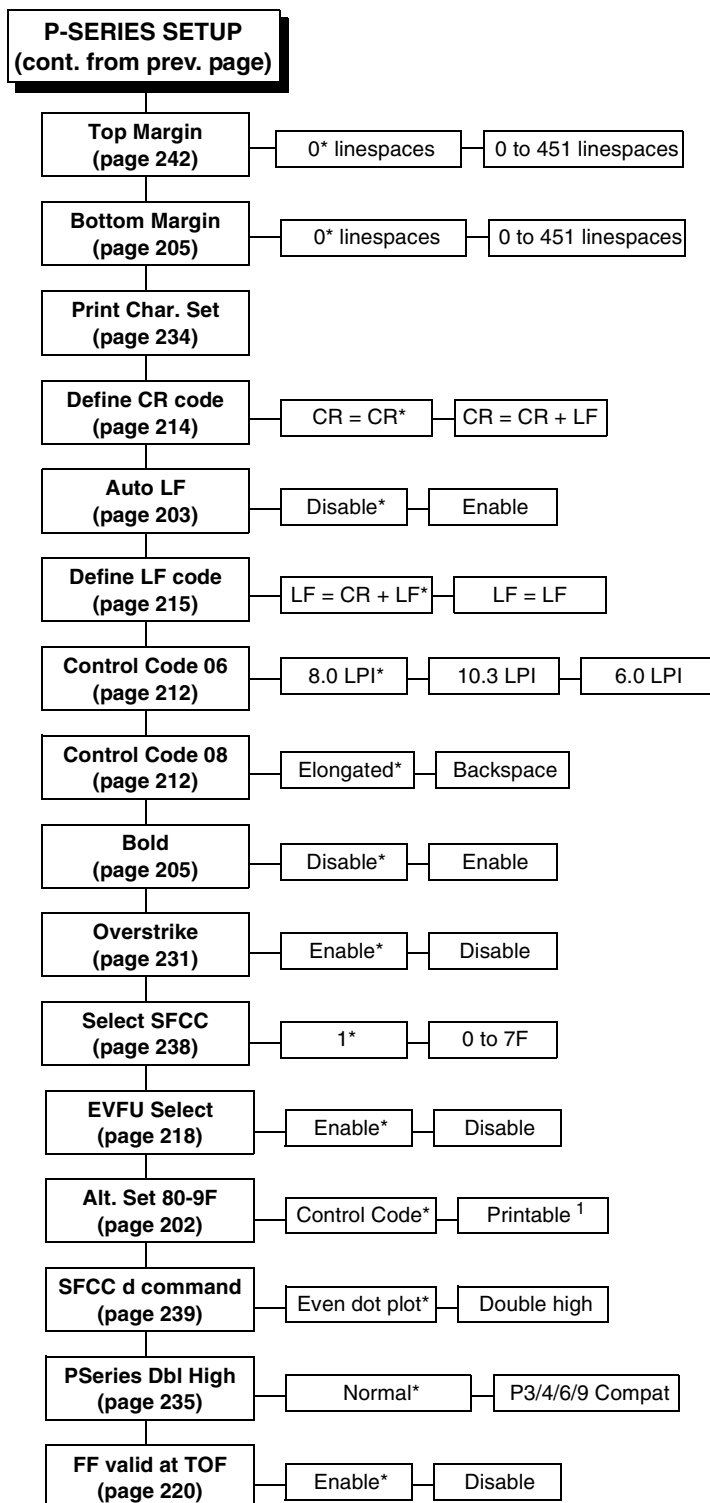 P-SERIES SETUP
(cont. from prev. page)
Top Margin
(page 242)
0* linespaces
0 to 451 linespaces
Bottom Margin
(page 205)
0* linespaces
0 to 451 linespaces
Print Char. Set
(page 234)
Define CR code
(page 214)
CR = CR*
CR = CR + LF
Auto LF
(page 203)
Disable*
Enable
Define LF code
(page 215)
LF = CR + LF*
LF = LF
Control Code 06
(page 212)
8.0 LPI*
10.3 LPI
6.0 LPI
Control Code 08
(page 212)
Elongated*
Backspace
Bold
(page 205)
Disable*
Enable
Overstrike
(page 231)
Enable*
Disable
Select SFCC
(page 238)
1*
0 to 7F
EVFU Select
(page 218)
Enable*
Disable
Alt. Set 80-9F
(page 202)
Control Code*
Printable 1
SFCC d command
(page 239)
Even dot plot*
Double high
PSeries Dbl High
(page 235)
Normal*
P3/4/6/9 Compat
FF valid at TOF
(page 220)
Enable*
Disable